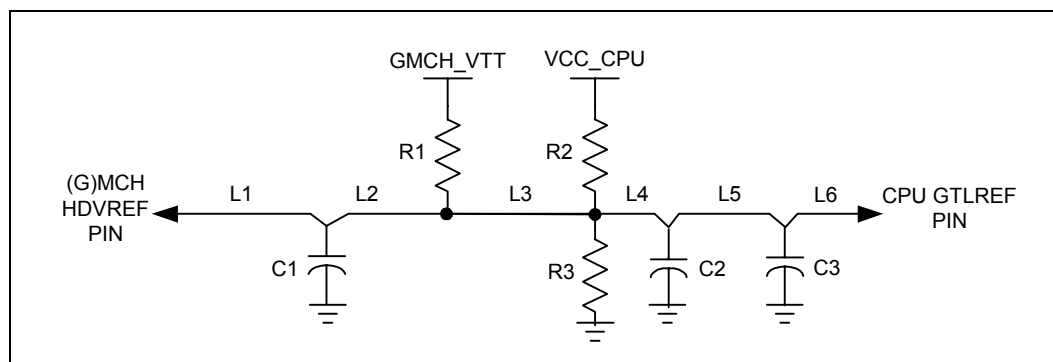 GMCH_VTT
VCC_CPU
R1
R2
(G)MCH
HDVREF
PIN
L1
L2
L3
L4
L5
L6
CPU GTLREF
PIN
C1
R3
C2
C3